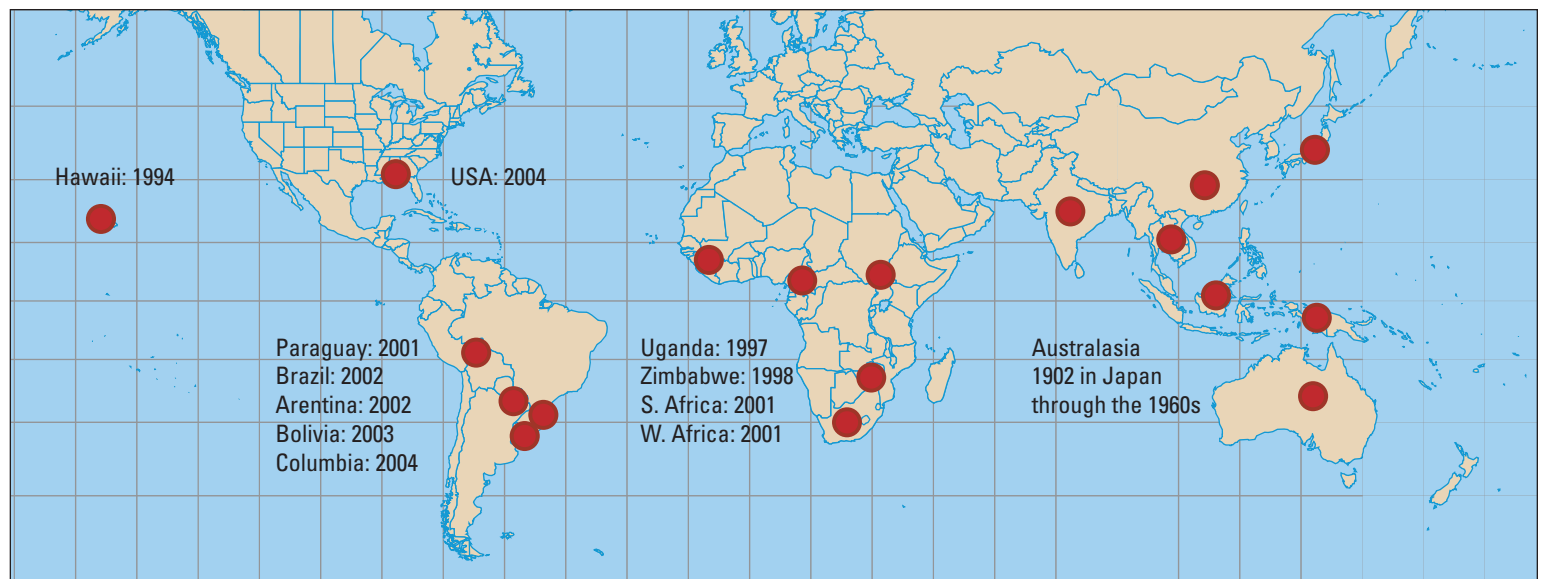 Hawaii: 1994
USA: 2004
Paraguay: 2001
Brazil: 2002
Arentina: 2002
Bolivia: 2003
Columbia: 2004
Uganda: 1997
Zimbabwe: 1998
S. Africa: 2001
W. Africa: 2001
Australasia
1902 in Japan
through the 1960s